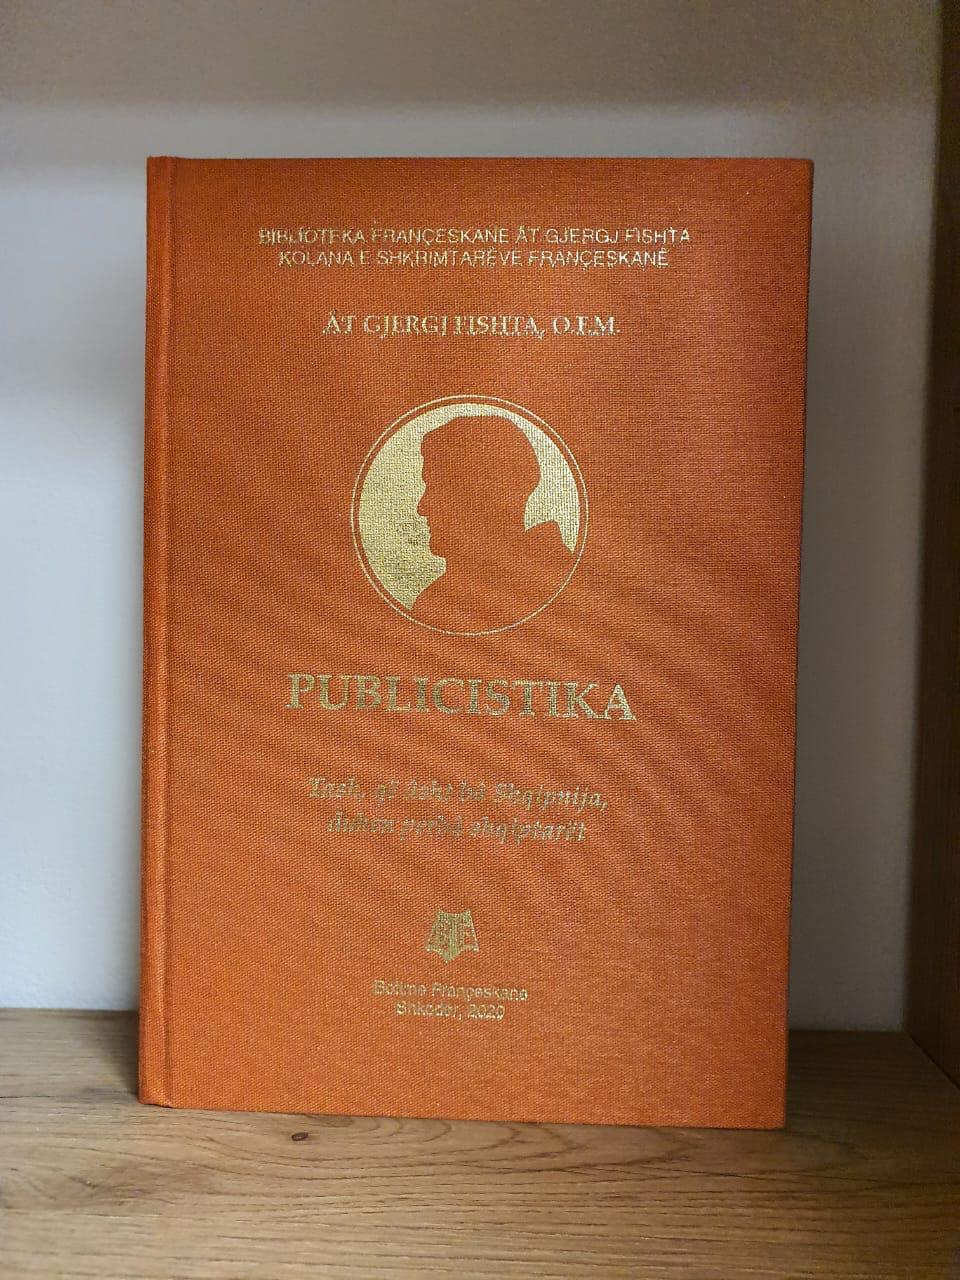 BIBLIOTEKA FRANÇESKANE ÁT GJERGJ FISHTA
KOLANA E SHKRIMTARËVE FRANÇESKANË
ÁT GJERGJ FISHTA, O.F.M.
PUBLICISTIKA
Tash, qê âsht bâ Shqipnija,
duhen perbâ shqiptarët
Botime Françeskane
Shkodër, 2020